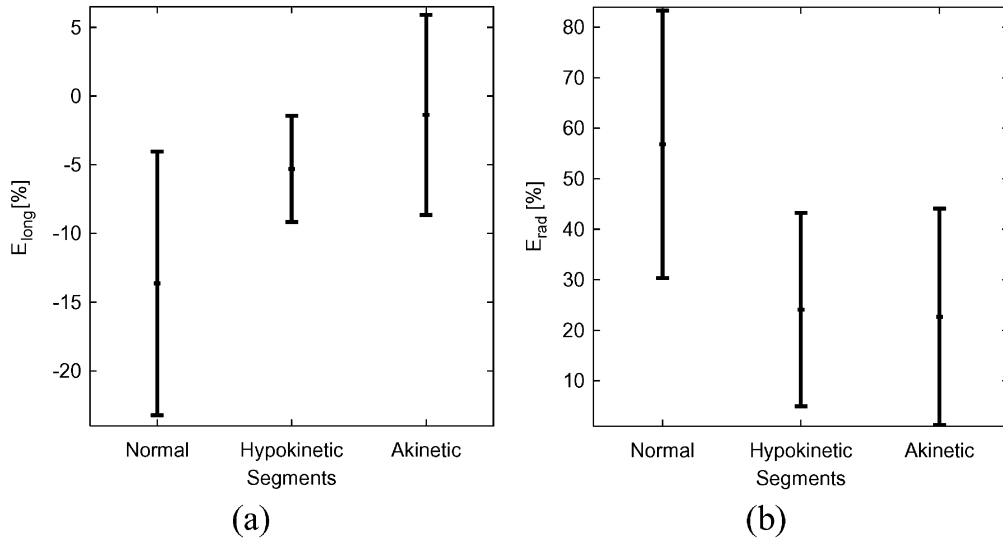 5
0
-5
-10
-15
-20
E_long [%]
Normal Hypokinetic Akinetic
Segments
(a)
80
70
60
50
40
30
20
10
E_rad [%]
Normal Hypokinetic Akinetic
Segments
(b)